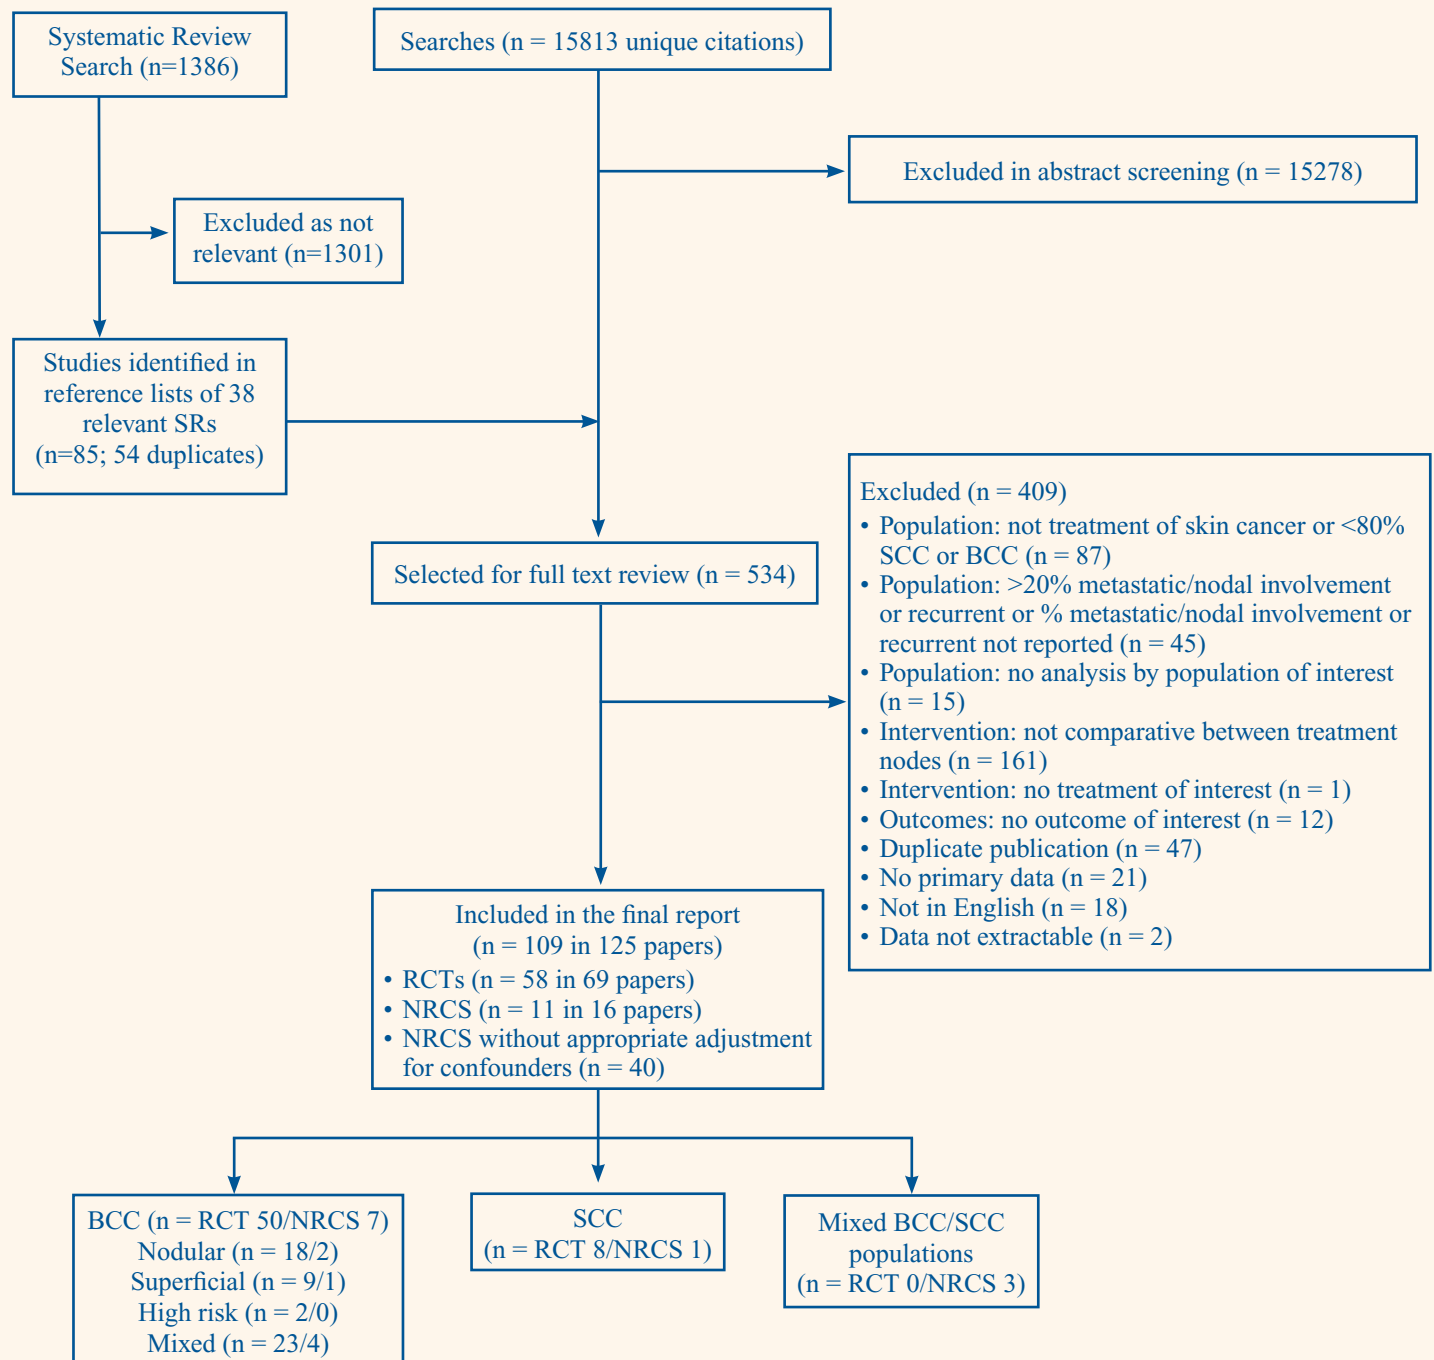 Systematic Review
Search (n=1386)
Searches (n = 15813 unique citations)
Excluded in abstract screening (n = 15278)
Excluded as not
relevant (n=1301)
Studies identified in
reference lists of 38
relevant SRs
(n=85; 54 duplicates)
Selected for full text review (n = 534)
Excluded (n = 409)
• Population: not treatment of skin cancer or <80%
SCC or BCC (n = 87)
• Population: >20% metastatic/nodal involvement
or recurrent or % metastatic/nodal involvement or
recurrent not reported (n = 45)
• Population: no analysis by population of interest
(n = 15)
• Intervention: not comparative between treatment
nodes (n = 161)
• Intervention: no treatment of interest (n = 1)
• Outcomes: no outcome of interest (n = 12)
• Duplicate publication (n = 47)
• No primary data (n = 21)
• Not in English (n = 18)
• Data not extractable (n = 2)
Included in the final report
(n = 109 in 125 papers)
• RCTs (n = 58 in 69 papers)
• NRCS (n = 11 in 16 papers)
• NRCS without appropriate adjustment
for confounders (n = 40)
BCC (n = RCT 50/NRCS 7)
Nodular (n = 18/2)
Superficial (n = 9/1)
High risk (n = 2/0)
Mixed (n = 23/4)
SCC
(n = RCT 8/NRCS 1)
Mixed BCC/SCC
populations
(n = RCT 0/NRCS 3)